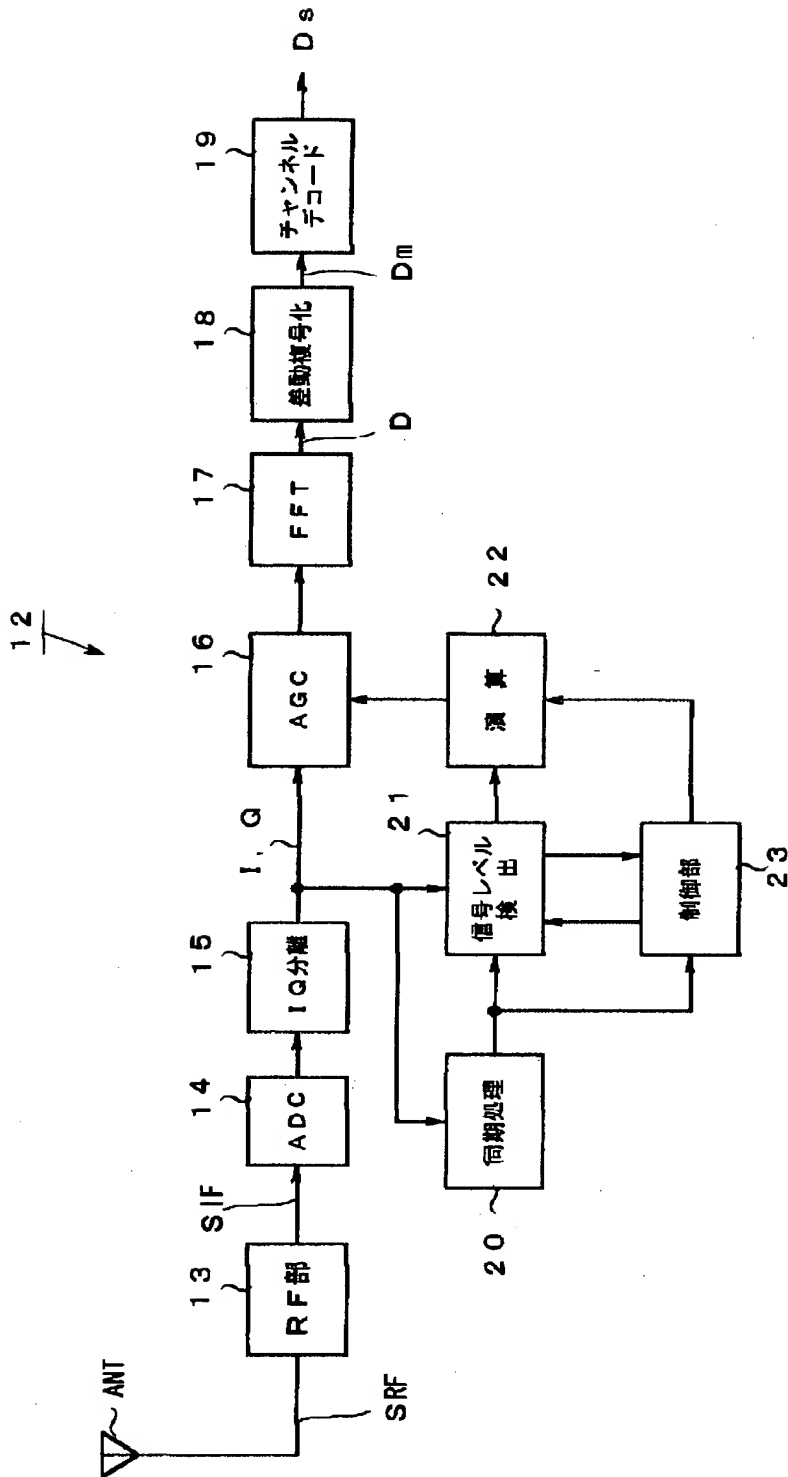 12
ANT
SRF
13
RF部
SIF
14
ADC
15
IQ分離
I, Q
16
AGC
17
FFT
D
18
差動復号化
Dm
19
チャンネル
デコード
Ds
20
同期処理
21
信号レベル
検出
22
演算
23
制御部